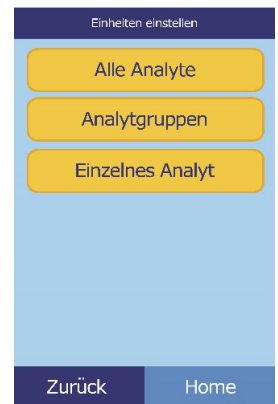 Einheiten einstellen
Alle Analyte
Analytgruppen
Einzelnes Analyt
Zurück Home